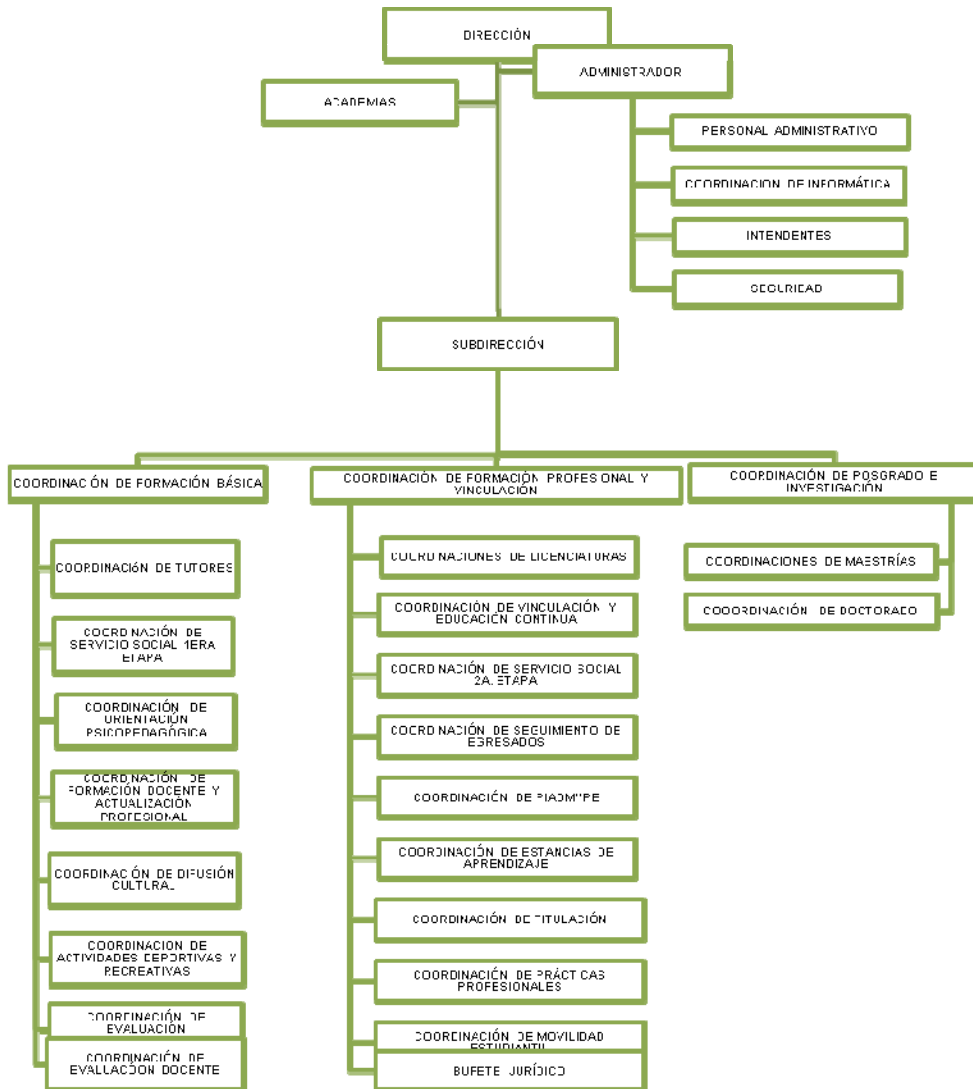 DIRECCIÓN
ADMINISTRADOR
ACADEMIAS
PERSONAL ADMINISTRATIVO
COORDINACION DE INFORMÁTICA
INTENDENTES
SEGURIDAD
SUBDIRECCIÓN
COORDINACIÓN DE FORMACIÓN BÁSICA
COORDINACIÓN DE TUTORES
COORDINACIÓN DE
SERVICIO SOCIAL 1ERA
ETAPA
COORDINACIÓN DE
ORIENTACIÓN
PSICOPEDAGÓGICA
COORDINACIÓN DE
FORMACIÓN DOCENTE Y
ACTUALIZACIÓN
PROFESIONAL
COORDINACIÓN DE DIFUSIÓN
CULTURAL
COORDINACION DE
ACTIVIDADES DEPORTIVAS Y
RECREATIVAS
COORDINACIÓN DE
EVALUACIÓN
COORDINACIÓN DE
EVALUACCION DOCENTE
COORDINACIÓN DE FORMACIÓN PROFESIONAL Y
VINCULACIÓN
COORDINACIONES DE LICENCIATURAS
COORDINACIÓN DE VINCULACIÓN Y
EDUCACIÓN CONTINUA
COORDINACIÓN DE SERVICIO SOCIAL
2A. ETAPA
COORDINACIÓN DE SEGUIMIENTO DE
EGRESADOS
COORDINACIÓN DE PIADMYPE
COORDINACIÓN DE ESTANCIAS DE
APRENDIZAJE
COORDINACIÓN DE TITULACIÓN
COORDINACIÓN DE PRÁCTICAS
PROFESIONALES
COORDINACIÓN DE MOVILIDAD
ESTUDIANTIL
BUFETE JURÍDICO
COORDINACIÓN DE POSGRADO E
INVESTIGACIÓN
COORDINACIONES DE MAESTRÍAS
COOORDINACIÓN DE DOCTORADO